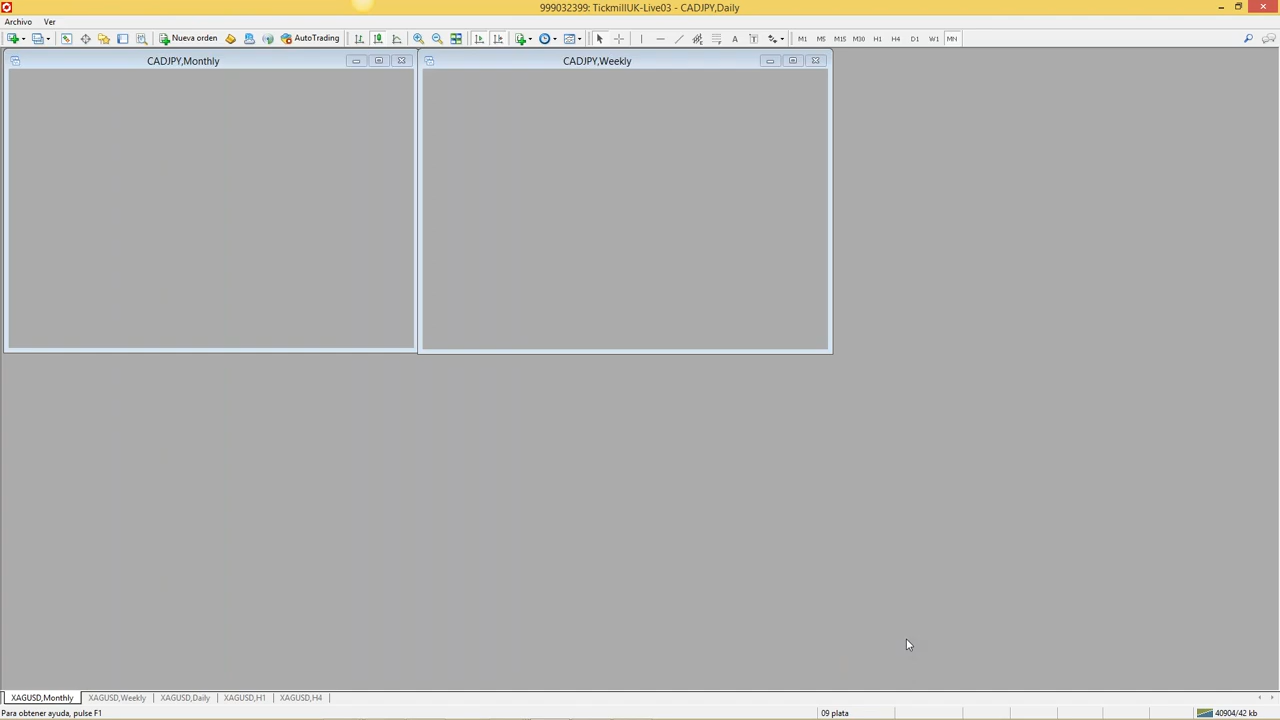 999032399: TickmillUK-Live03 - CADJPY,Daily
Archivo Ver
Nueva orden AutoTrading A T M1 M5 M15 M30 H1 H4 D1 W1 MN
CADJPY,Monthly
CADJPY,Weekly
XAGUSD,Monthly XAGUSD,Weekly XAGUSD,Daily XAGUSD,H1 XAGUSD,H4
Para obtener ayuda, pulse F1 09 plata 40904/42 kb